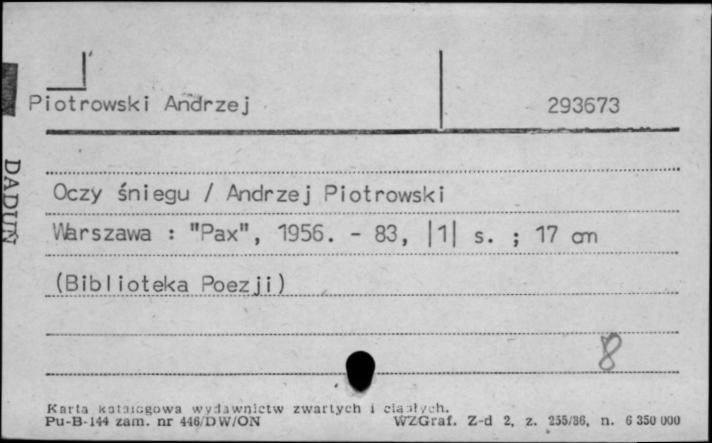 Piotrowski Andrzej 293673
DADUŃ
Oczy śniegu / Andrzej Piotrowski
Warszawa : "Pax", 1956. - 83, |1| s. ; 17 cm
(Biblioteka Poezji)
8
Karta katalogowa wydawnictw zwartych i ciągłych.
Pu-B-144 zam. nr 446/DW/ON WZGraf. Z-d 2, z. 255/86, n. 6 350 000